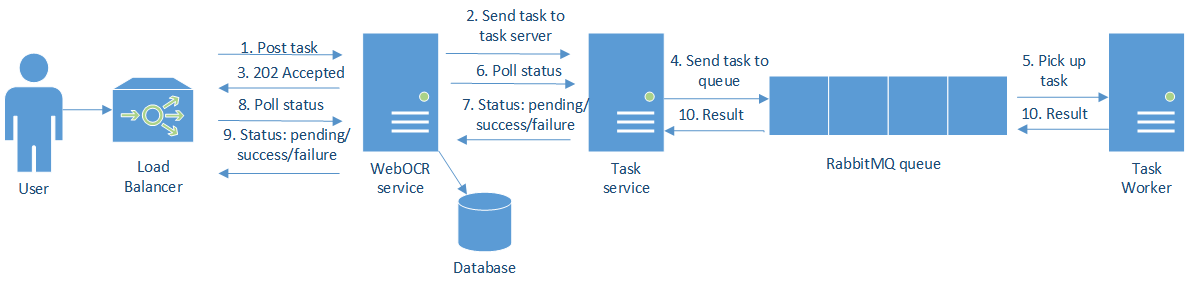 1. Post task
3. 202 Accepted
8. Poll status
9. Status: pending/
success/failure
2. Send task to
task server
6. Poll status
7. Status: pending/
success/failure
4. Send task to
queue
10. Result
5. Pick up
task
10. Result
User
Load
Balancer
WebOCR
service
Task
service
RabbitMQ queue
Task
Worker
Database